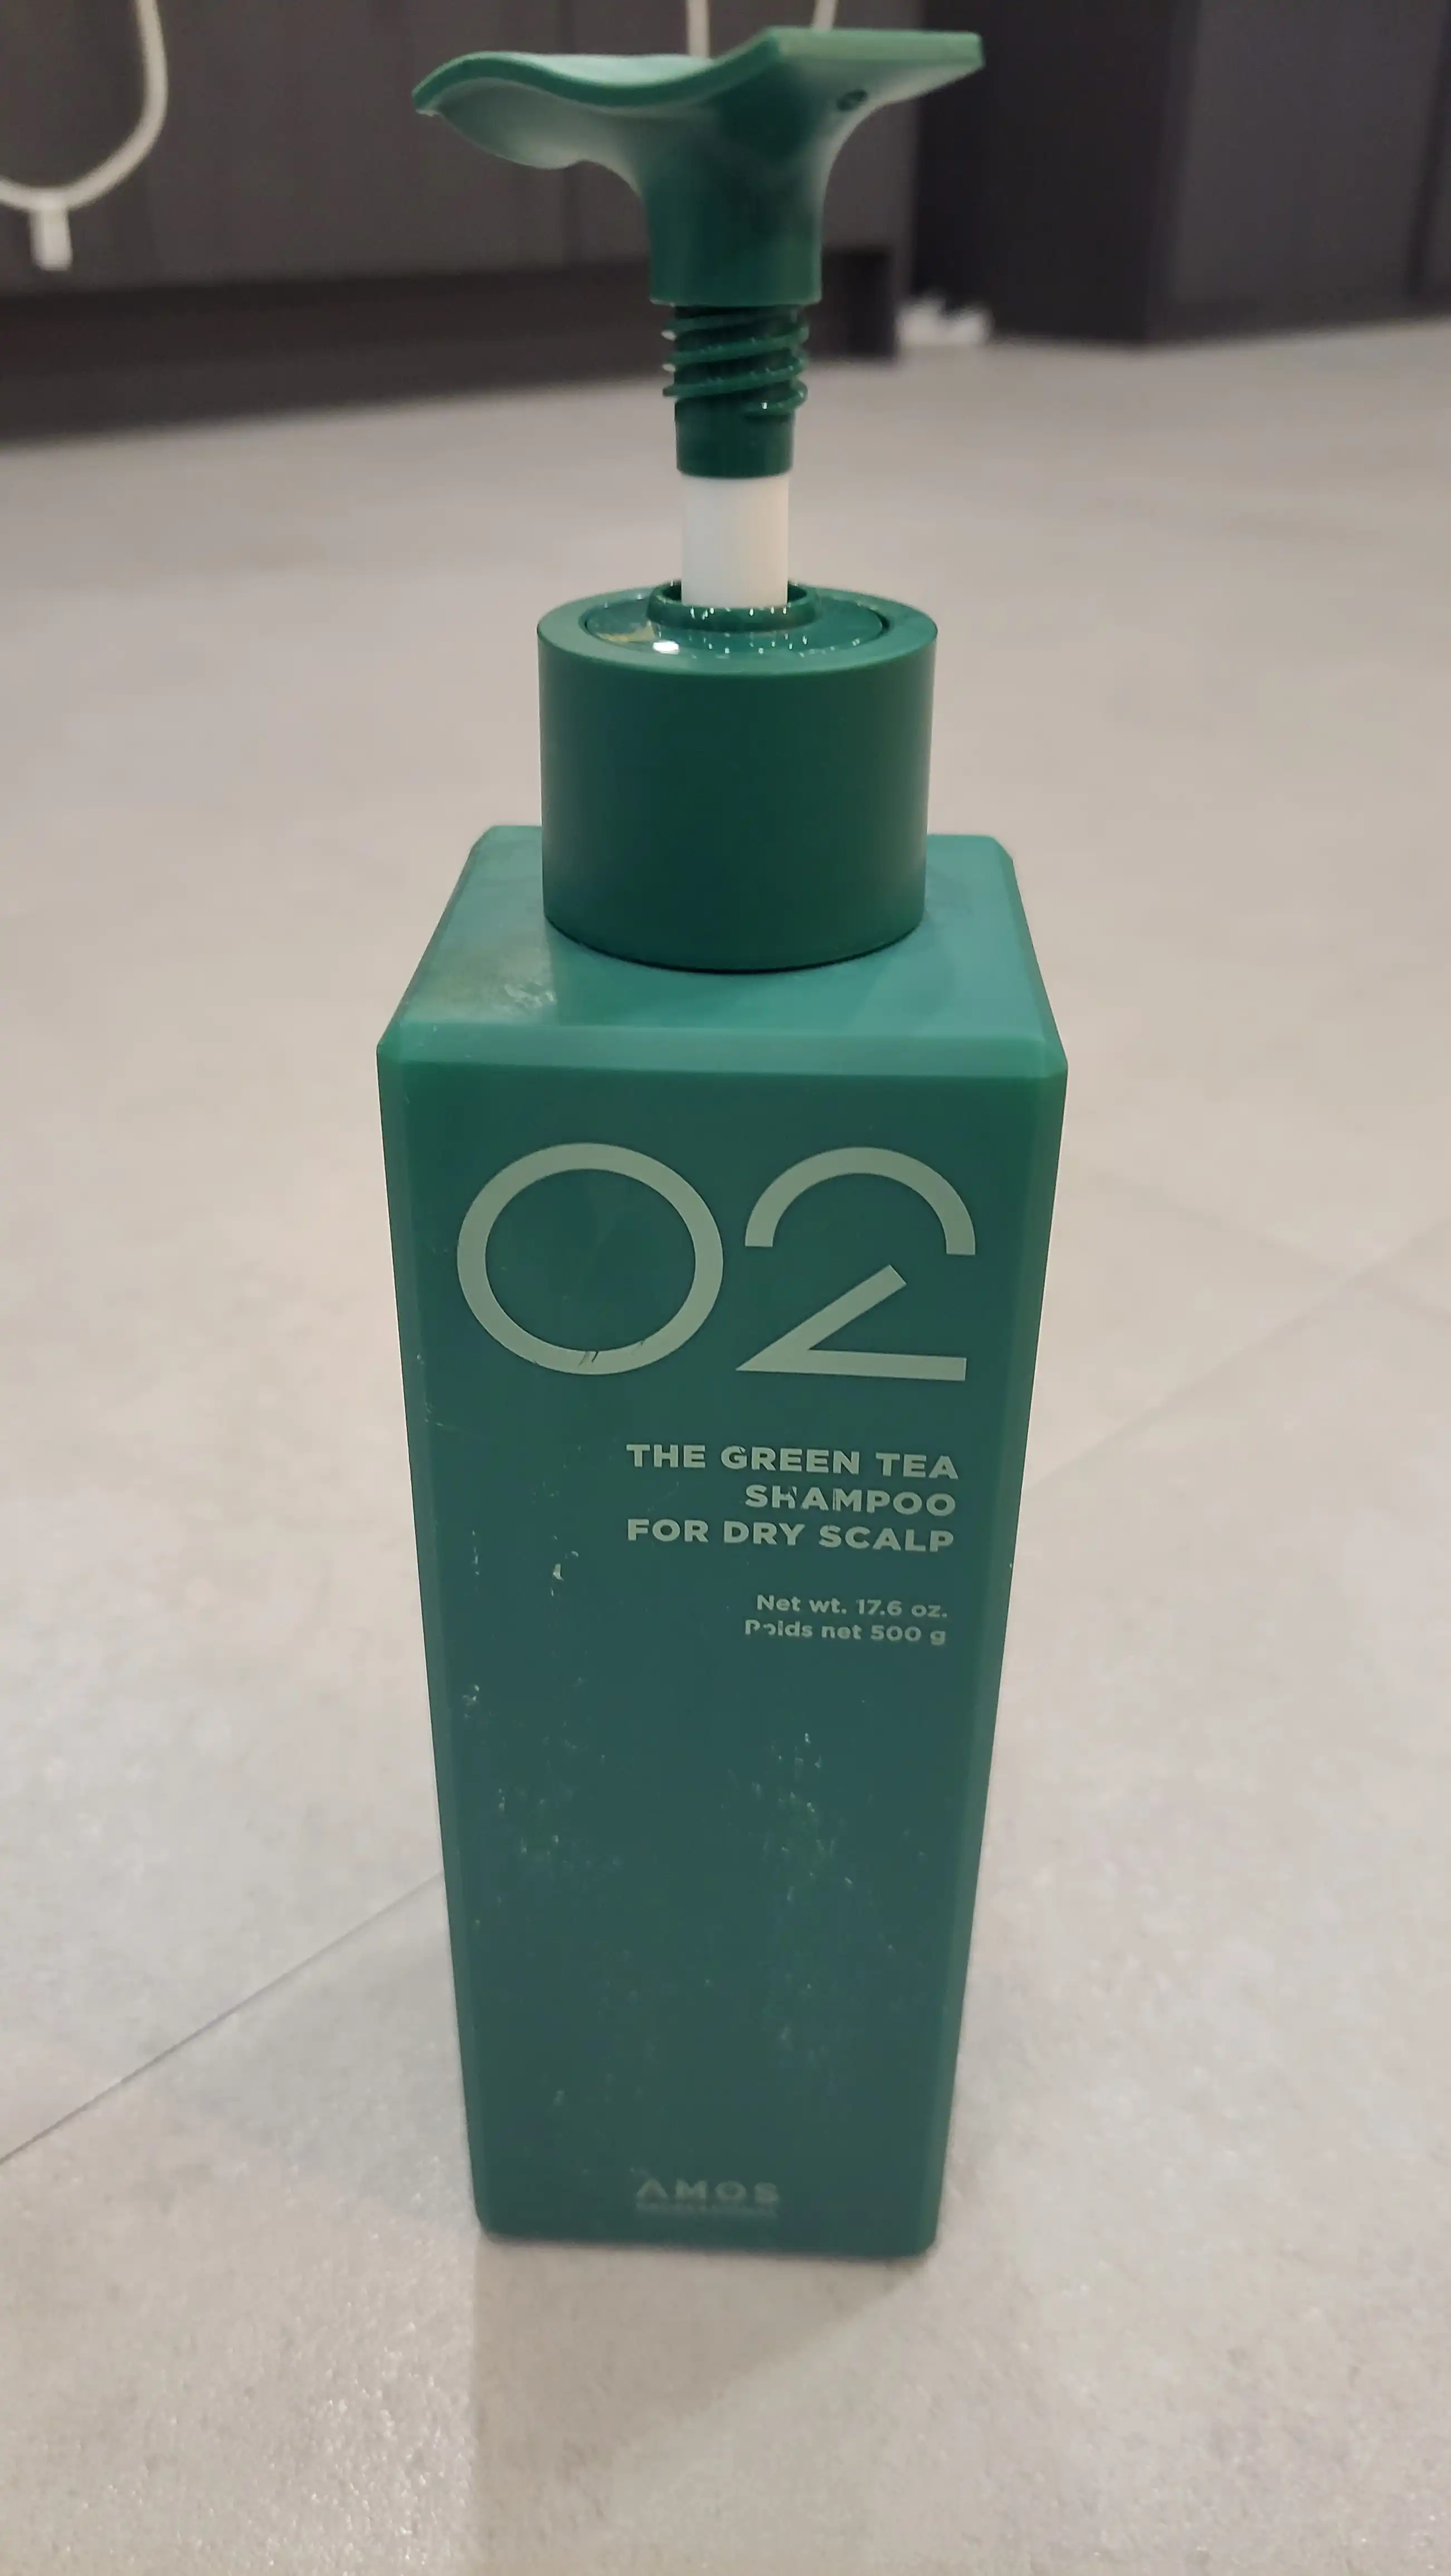 02
THE GREEN TEA
SHAMPOO
FOR DRY SCALP
Net wt. 17.6 oz.
Poids net 500 g
AMOS